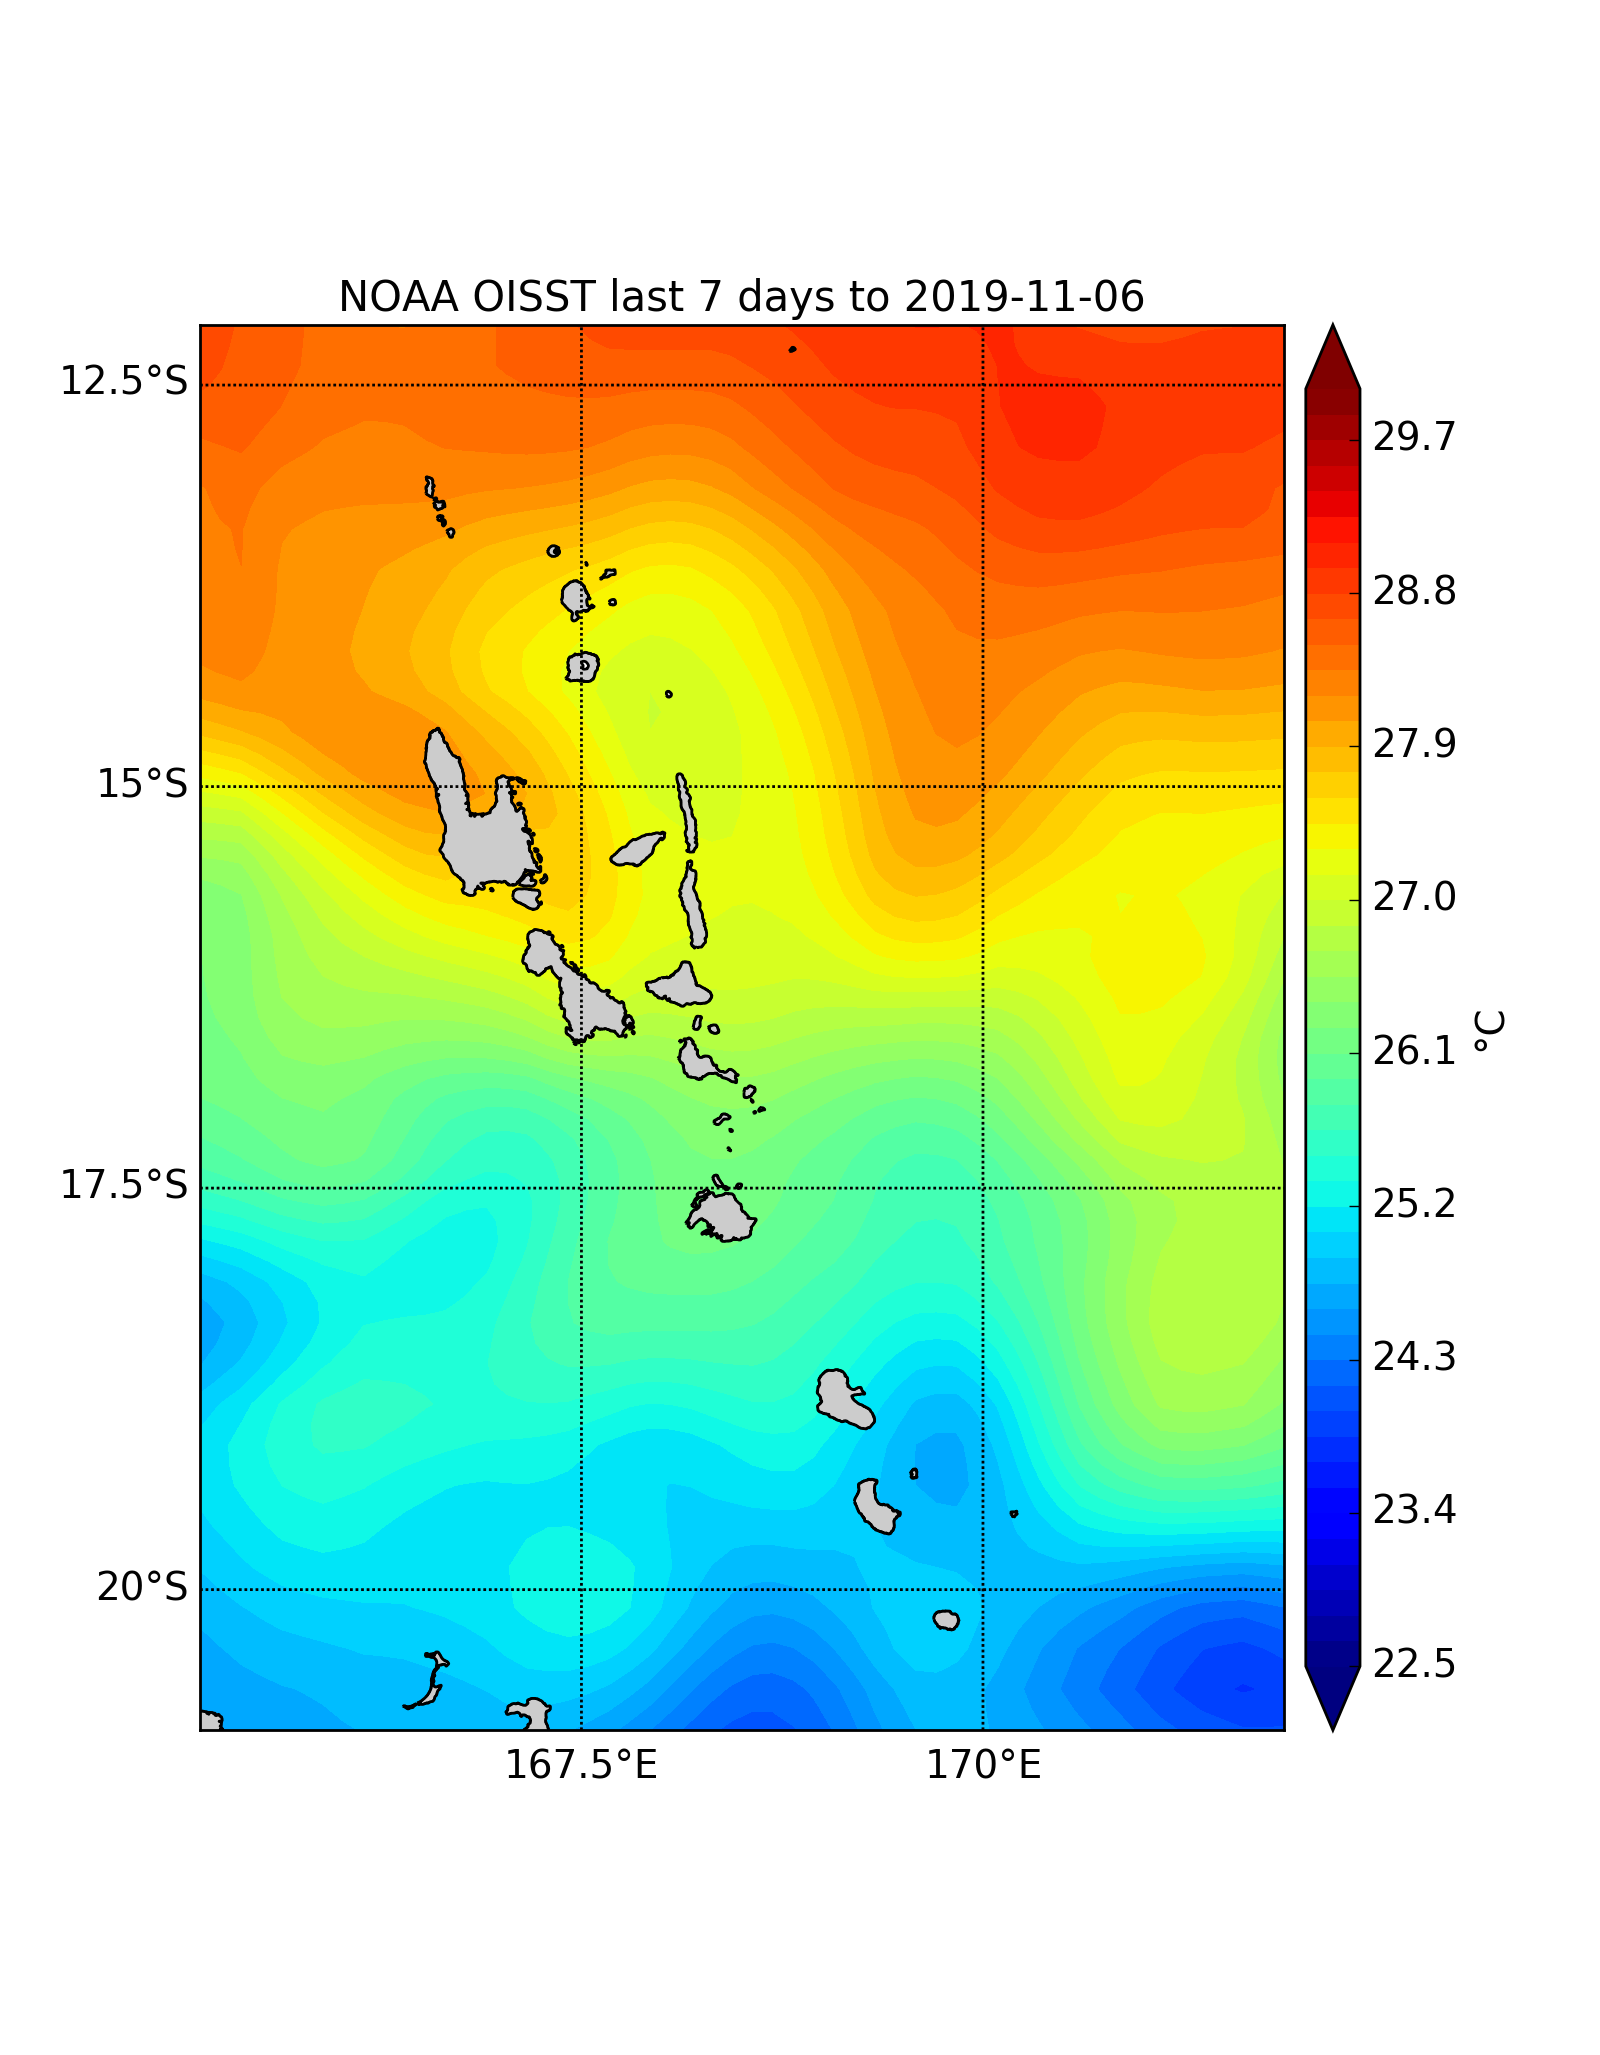 NOAA OISST last 7 days to 2019-11-06
12.5°S
15°S
17.5°S
20°S
167.5°E
170°E
29.7
28.8
27.9
27.0
26.1
25.2
24.3
23.4
22.5
°C